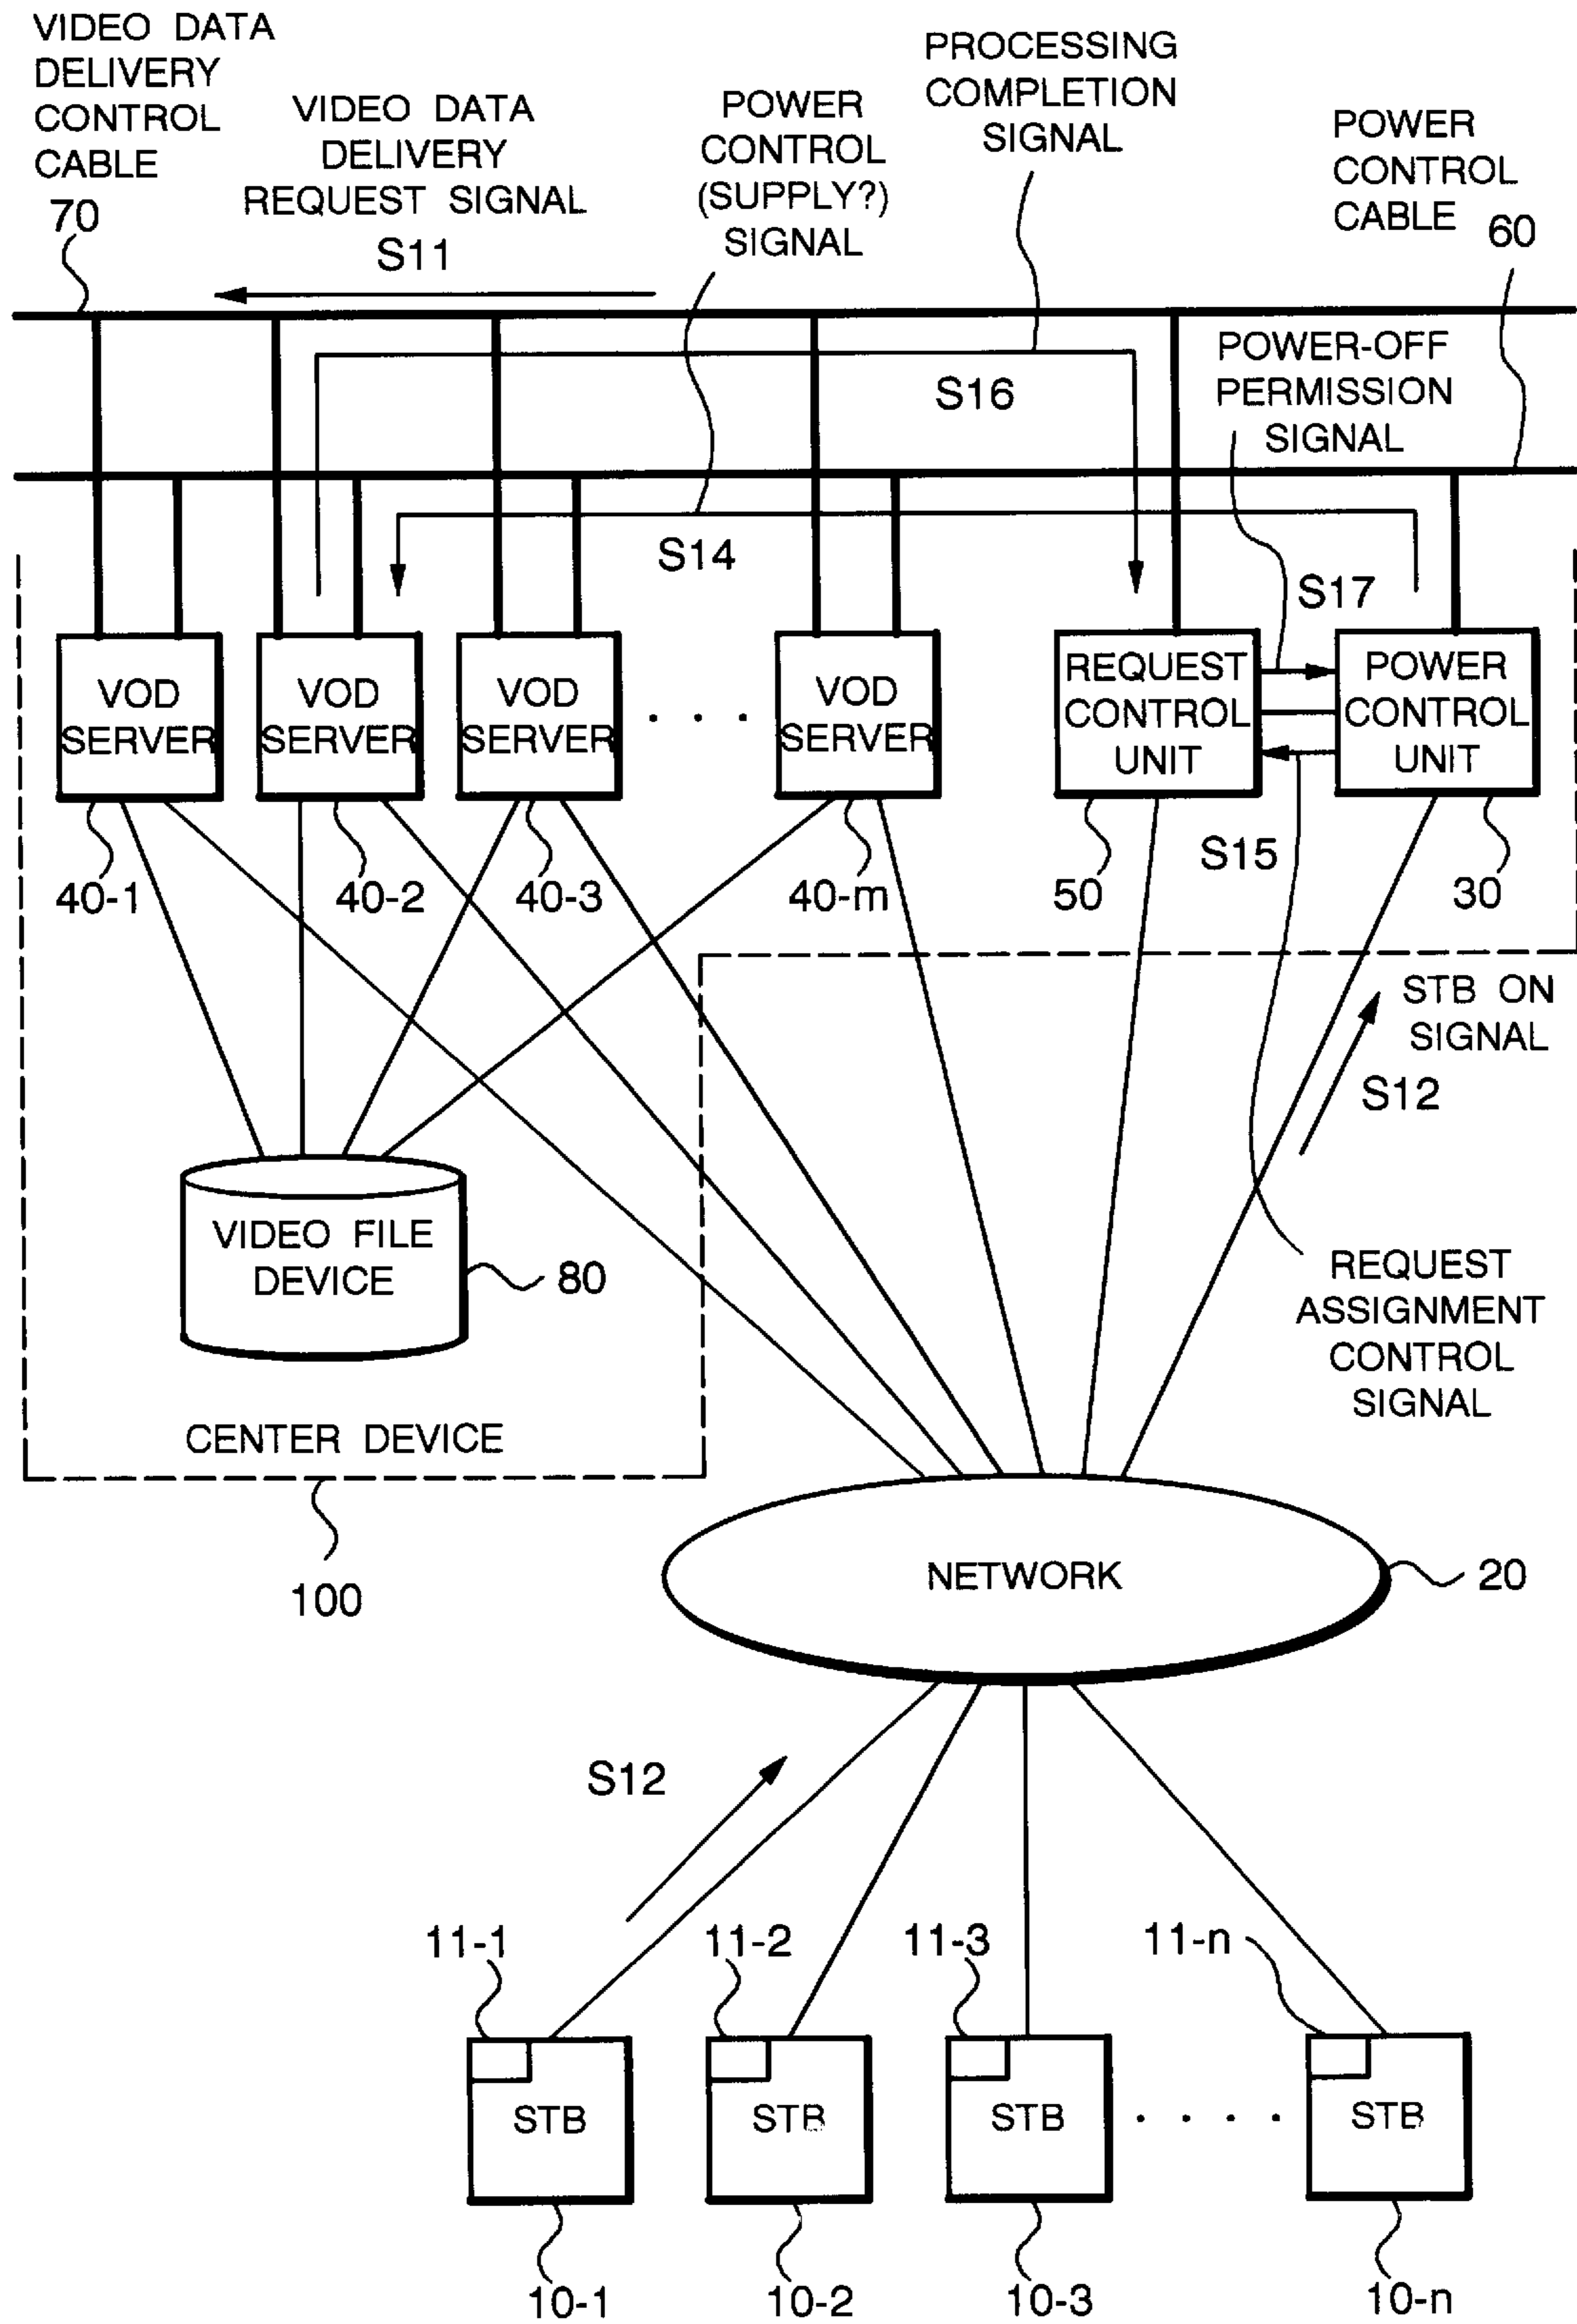 VIDEO DATA
DELIVERY
CONTROL
CABLE
70
VIDEO DATA
DELIVERY
REQUEST SIGNAL
S11
POWER
CONTROL
(SUPPLY?)
SIGNAL
PROCESSING
COMPLETION
SIGNAL
POWER
CONTROL
CABLE 60
POWER-OFF
PERMISSION
SIGNAL
S16
S14
S17
VOD
SERVER
VOD
SERVER
VOD
SERVER
. . .
VOD
SERVER
REQUEST
CONTROL
UNIT
POWER
CONTROL
UNIT
40-1
40-2
40-3
40-m
50
S15
30
STB ON
SIGNAL
S12
VIDEO FILE
DEVICE
80
REQUEST
ASSIGNMENT
CONTROL
SIGNAL
CENTER DEVICE
100
NETWORK
20
S12
11-1
11-2
11-3
11-n
STB
STB
STB
. . . .
STB
10-1
10-2
10-3
10-n